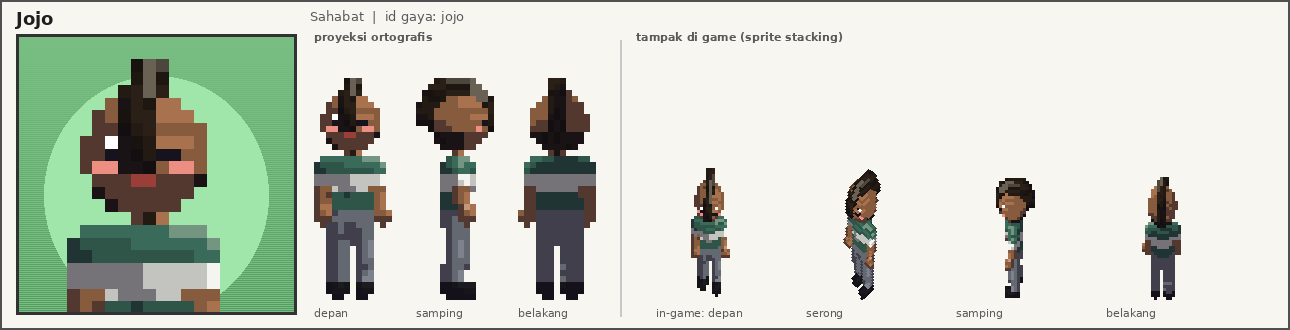 Jojo
Sahabat | id gaya: jojo
proyeksi ortografis
tampak di game (sprite stacking)
depan
samping
belakang
in-game: depan
serong
samping
belakang